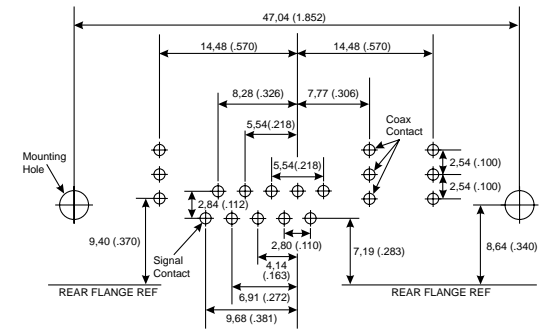 47,04 (1.852)
14,48 (.570)
14,48 (.570)
8,28 (.326)
7,77 (.306)
5,54(.218)
Coax
Contact
Mounting
Hole
5,54(.218)
2,54 (.100)
2,54 (.100)
2,84 (.112)
9,40 (.370)
Signal
Contact
2,80 (.110)
7,19 (.283)
8,64 (.340)
4,14
(.163)
REAR FLANGE REF
REAR FLANGE REF
6,91 (.272)
9,68 (.381)